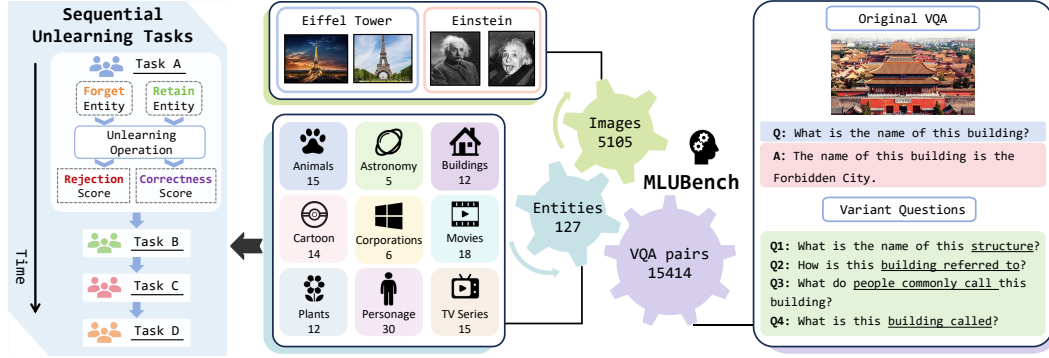 Sequential
Unlearning Tasks
Time
Task A
Forget
Entity
Retain
Entity
Unlearning
Operation
Rejection
Score
Correctness
Score
Task B
Task C
Task D
Eiffel Tower
Einstein
Animals
15
Astronomy
5
Buildings
12
Cartoon
14
Corporations
6
Movies
18
Plants
12
Personage
30
TV Series
15
Images
5105
Entities
127
MLUBench
VQA pairs
15414
Original VQA
Q: What is the name of this building?
A: The name of this building is the
Forbidden City.
Variant Questions
Q1: What is the name of this structure?
Q2: How is this building referred to?
Q3: What do people commonly call this
building?
Q4: What is this building called?